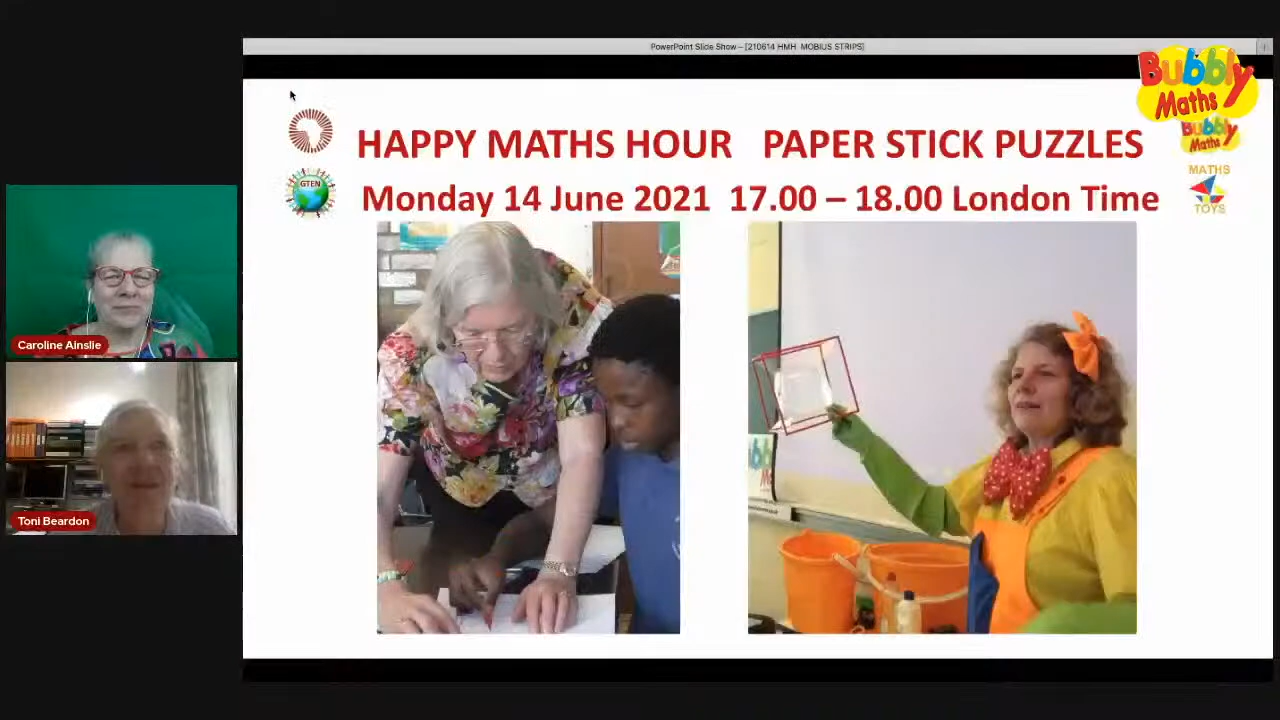 PowerPoint Slide Show – [210614 HMH MOBIUS STRIPS]
Bubbly
Maths
Bubbly
Maths
HAPPY MATHS HOUR PAPER STICK PUZZLES
MATHS
TOYS
GTEN
Monday 14 June 2021 17.00 – 18.00 London Time
Caroline Ainslie
Toni Beardon